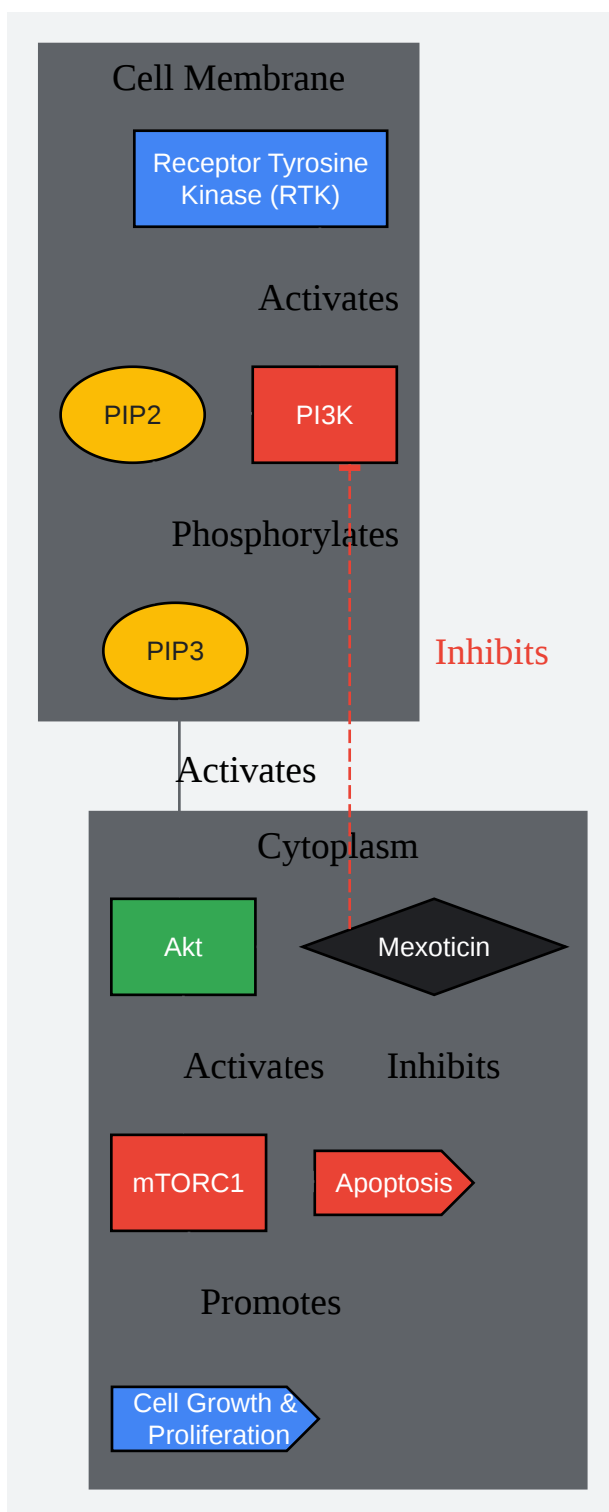 Cell Membrane
Receptor Tyrosine
Kinase (RTK)
Activates
PIP2
PI3K
Phosphorylates
PIP3
Inhibits
Activates
Cytoplasm
Akt
Mexoticin
Activates
Inhibits
mTORC1
Apoptosis
Promotes
Cell Growth &
Proliferation